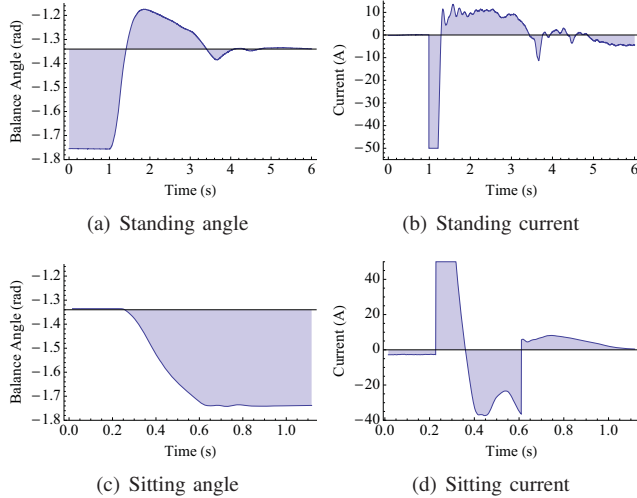 Balance Angle (rad)
−1.2
−1.3
−1.4
−1.5
−1.6
−1.7
−1.8
0 1 2 3 4 5 6
Time (s)
(a) Standing angle
Current (A)
10
0
−10
−20
−30
−40
−50
0 1 2 3 4 5 6
Time (s)
(b) Standing current
Balance Angle (rad)
−1.2
−1.3
−1.4
−1.5
−1.6
−1.7
−1.8
0.0 0.2 0.4 0.6 0.8 1.0
Time (s)
(c) Sitting angle
Current (A)
40
20
0
−20
−40
0.0 0.2 0.4 0.6 0.8 1.0
Time (s)
(d) Sitting current